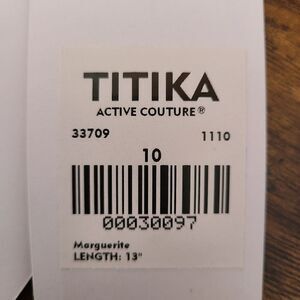 TITIKA
ACTIVE COUTURE®
33709 1110
10
00030097
Marguerite
LENGTH: 13"